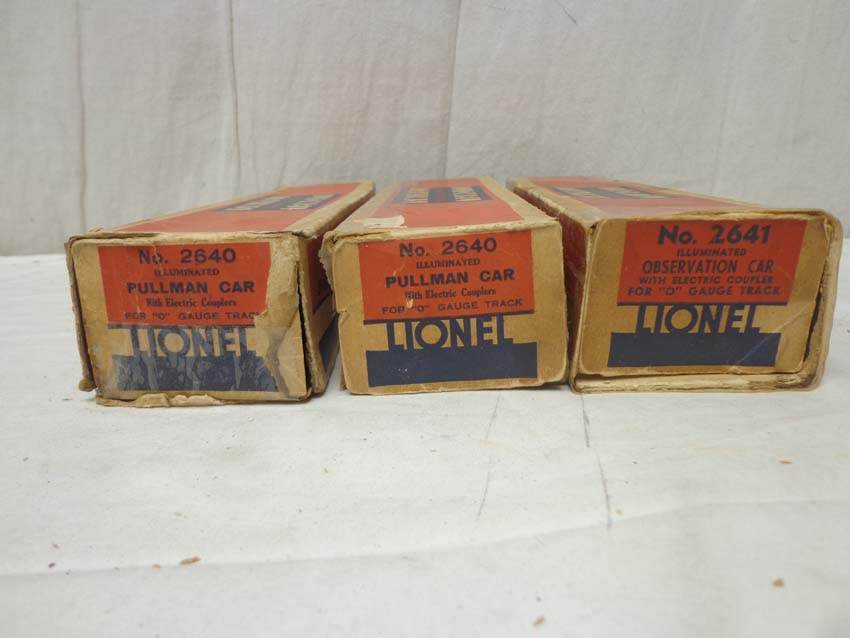 No. 2640
ILLUMINATED
PULLMAN CAR
With Electric Couplers
FOR "O" GAUGE TRACK
LIONEL
No. 2640
ILLUMINATED
PULLMAN CAR
With Electric Couplers
FOR "O" GAUGE TRACK
LIONEL
No. 2641
ILLUMINATED
OBSERVATION CAR
WITH ELECTRIC COUPLER
FOR "O" GAUGE TRACK
LIONEL